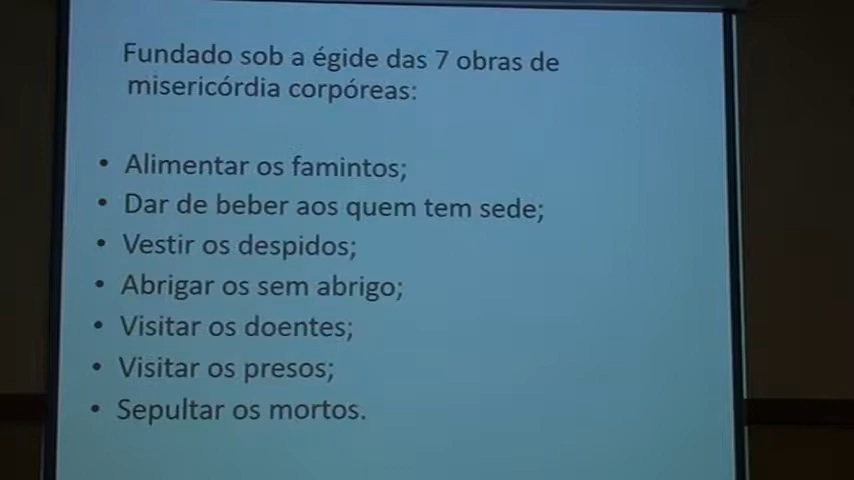 Fundado sob a égide das 7 obras de
misericórdia corpóreas:
• Alimentar os famintos;
• Dar de beber aos quem tem sede;
• Vestir os despidos;
• Abrigar os sem abrigo;
• Visitar os doentes;
• Visitar os presos;
• Sepultar os mortos.